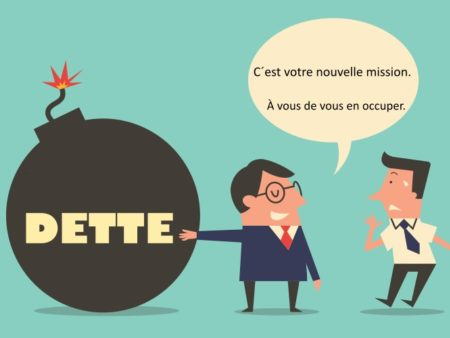 C´est votre nouvelle mission.
À vous de vous en occuper.
DETTE